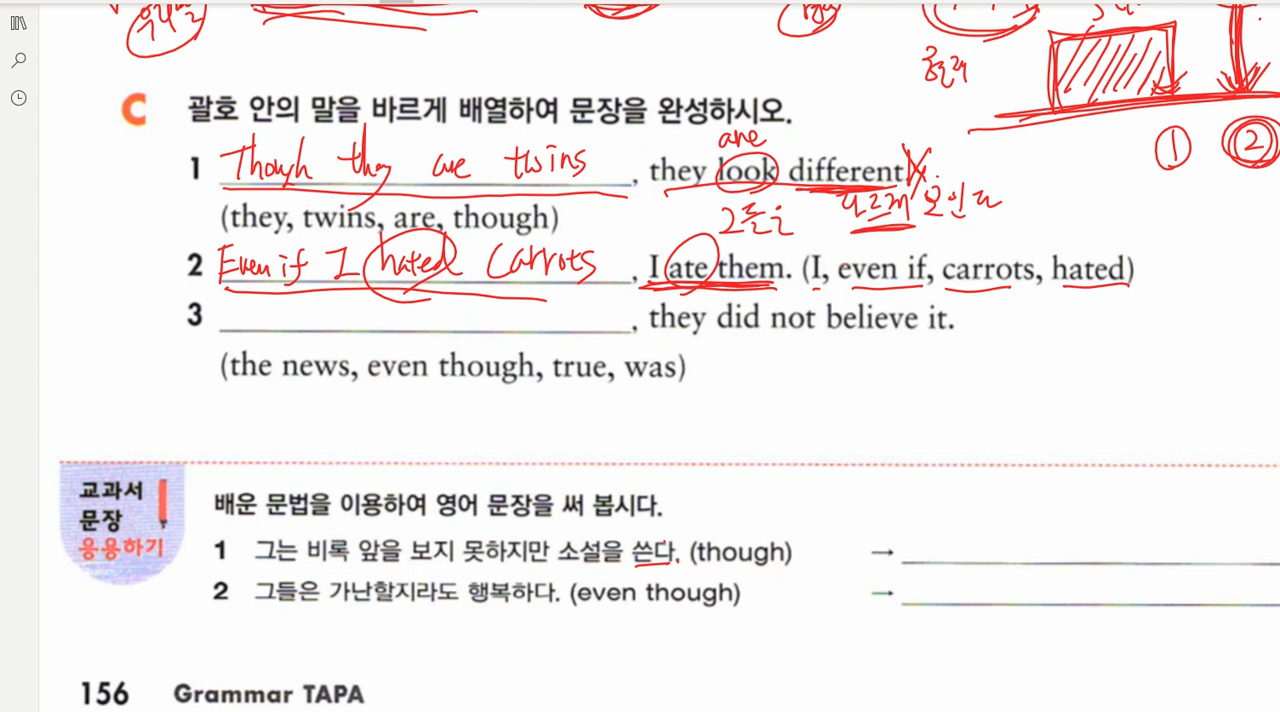 C 괄호 안의 말을 바르게 배열하여 문장을 완성하시오.
are
1 Though they are twins, they look different.
(they, twins, are, though)
그들은 다르게 보인다
2 Even if I hated carrots, I ate them. (I, even if, carrots, hated)
3 ____________, they did not believe it.
(the news, even though, true, was)
① ②
교과서
문장
응용하기
배운 문법을 이용하여 영어 문장을 써 봅시다.
1 그는 비록 앞을 보지 못하지만 소설을 쓴다. (though) →
2 그들은 가난할지라도 행복하다. (even though) →
156 Grammar TAPA